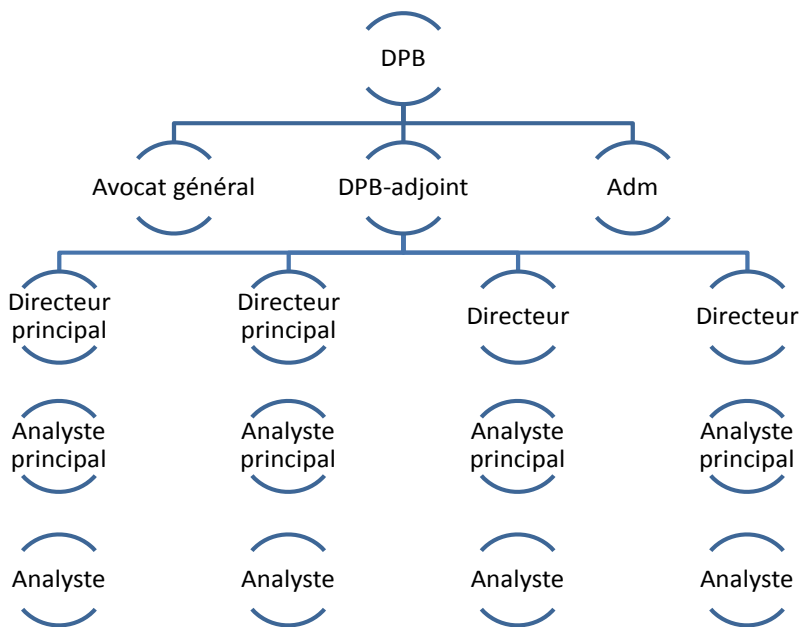 DPB
Avocat général
DPB-adjoint
Adm
Directeur
principal
Directeur
principal
Directeur
Directeur
Analyste
principal
Analyste
principal
Analyste
principal
Analyste
principal
Analyste
Analyste
Analyste
Analyste